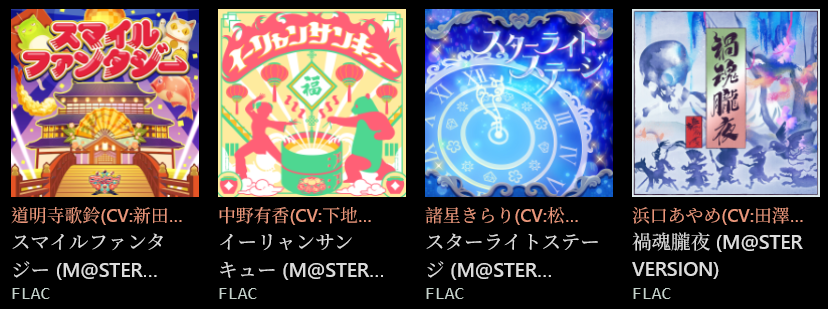 スマイル
ファンタジー
道明寺歌鈴(CV:新田...
スマイルファンタ
ジー (M@STER...
FLAC
イーリャンサンキュー
福
中野有香(CV:下地...
イーリャンサン
キュー (M@STER...
FLAC
スターライト
ステージ
XII
諸星きらり(CV:松...
スターライトステー
ジ (M@STER...
FLAC
禍魂朧夜
浜口あやめ(CV:田澤...
禍魂朧夜 (M@STER
VERSION)
FLAC